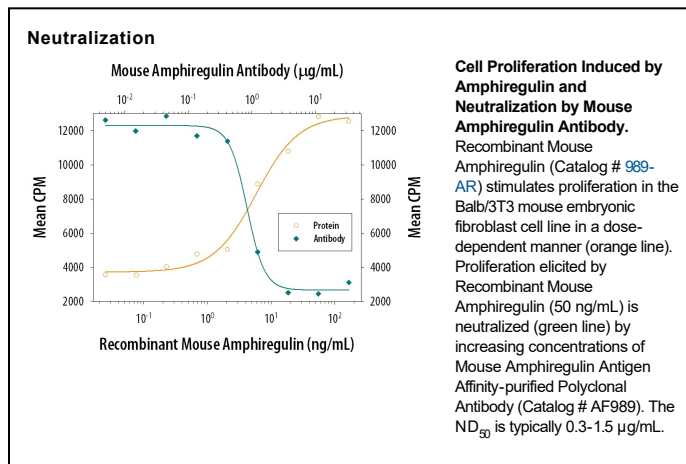 Neutralization
Mouse Amphiregulin Antibody (μg/mL)
10⁻² 10⁻¹ 10⁰ 10¹
12000 12000
10000 10000
8000 8000
6000 6000
4000 4000
2000 2000
Mean CPM
Mean CPM
Protein
Antibody
10⁻¹ 10⁰ 10¹ 10²
Recombinant Mouse Amphiregulin (ng/mL)
Cell Proliferation Induced by
Amphiregulin and
Neutralization by Mouse
Amphiregulin Antibody.
Recombinant Mouse
Amphiregulin (Catalog # 989-
AR) stimulates proliferation in the
Balb/3T3 mouse embryonic
fibroblast cell line in a dose-
dependent manner (orange line).
Proliferation elicited by
Recombinant Mouse
Amphiregulin (50 ng/mL) is
neutralized (green line) by
increasing concentrations of
Mouse Amphiregulin Antigen
Affinity-purified Polyclonal
Antibody (Catalog # AF989). The
ND₅₀ is typically 0.3-1.5 µg/mL.